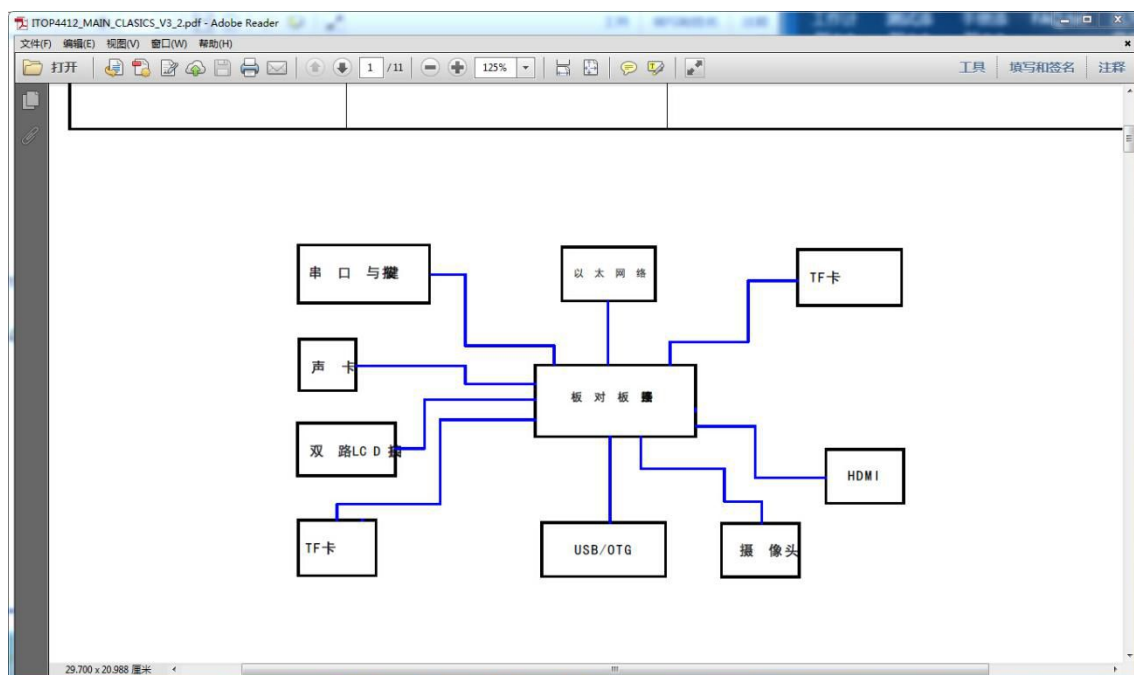 ITOP4412_MAIN_CLASICS_V3_2.pdf - Adobe Reader
文件(F) 编辑(E) 视图(V) 窗口(W) 帮助(H)
打开 1 /11 125% 工具 填写和签名 注释
串 口 与
以 太 网 络
TF卡
声 卡
板 对 板
双 路LC D
HDMI
TF卡
USB/OTG
摄 像头
29.700 x 20.988 厘米